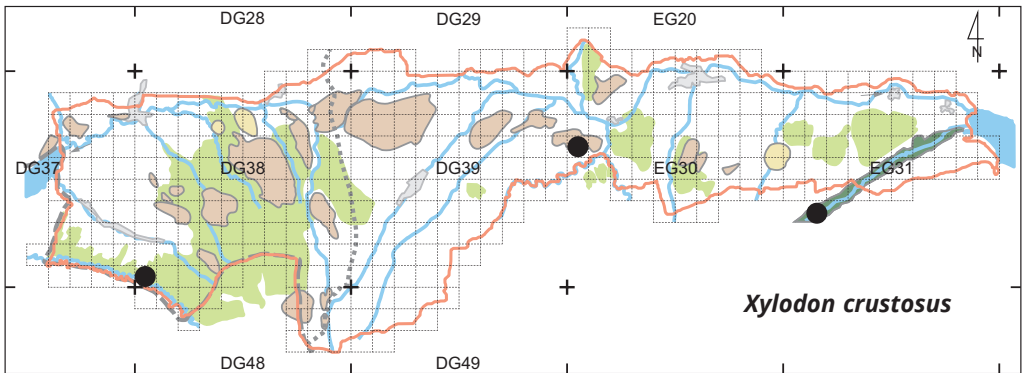 DG28 DG29 EG20
N
DG37 DG38 DG39 EG30 EG31
Xylodon crustosus
DG48 DG49